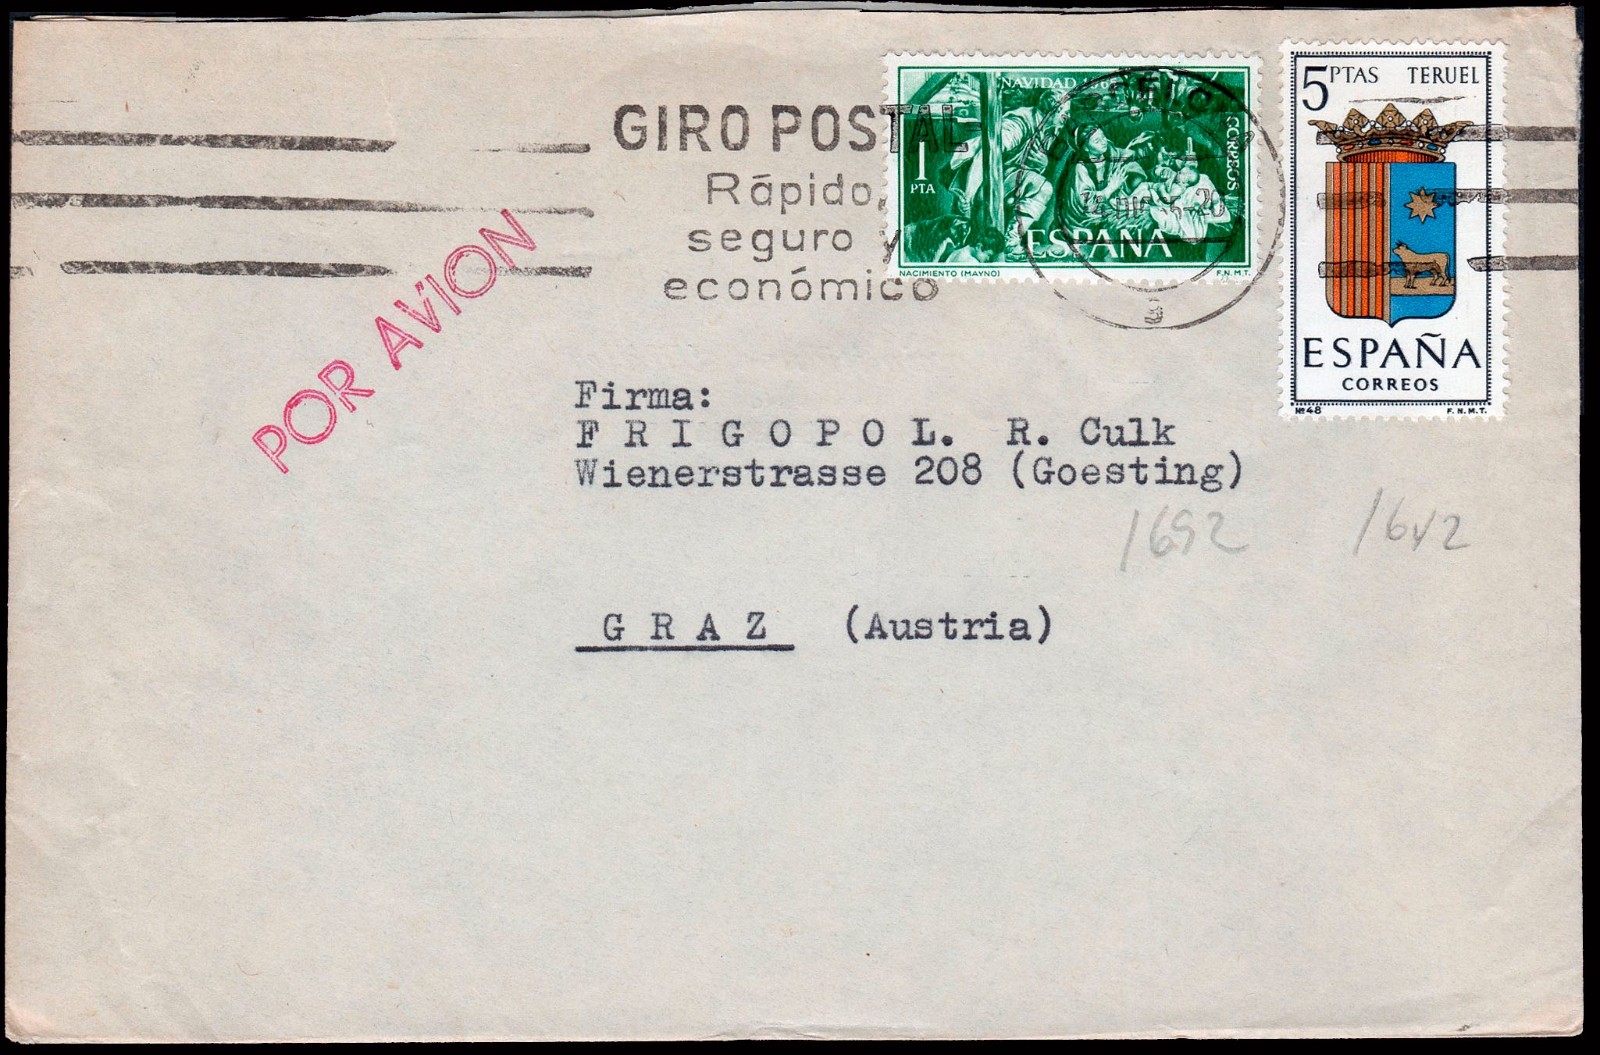 GIRO POSTAL
Rápido,
seguro y
económico
NAVIDAD
1
PTA
CORREOS
ESPAÑA
NACIMIENTO (MAYNO)
F.N.M.T.
5 PTAS TERUEL
ESPAÑA
CORREOS
Nº48
F.N.M.T.
POR AVION
Firma:
F R I G O P O L. R. Culk
Wienerstrasse 208 (Goesting)
1692
G R A Z (Austria)